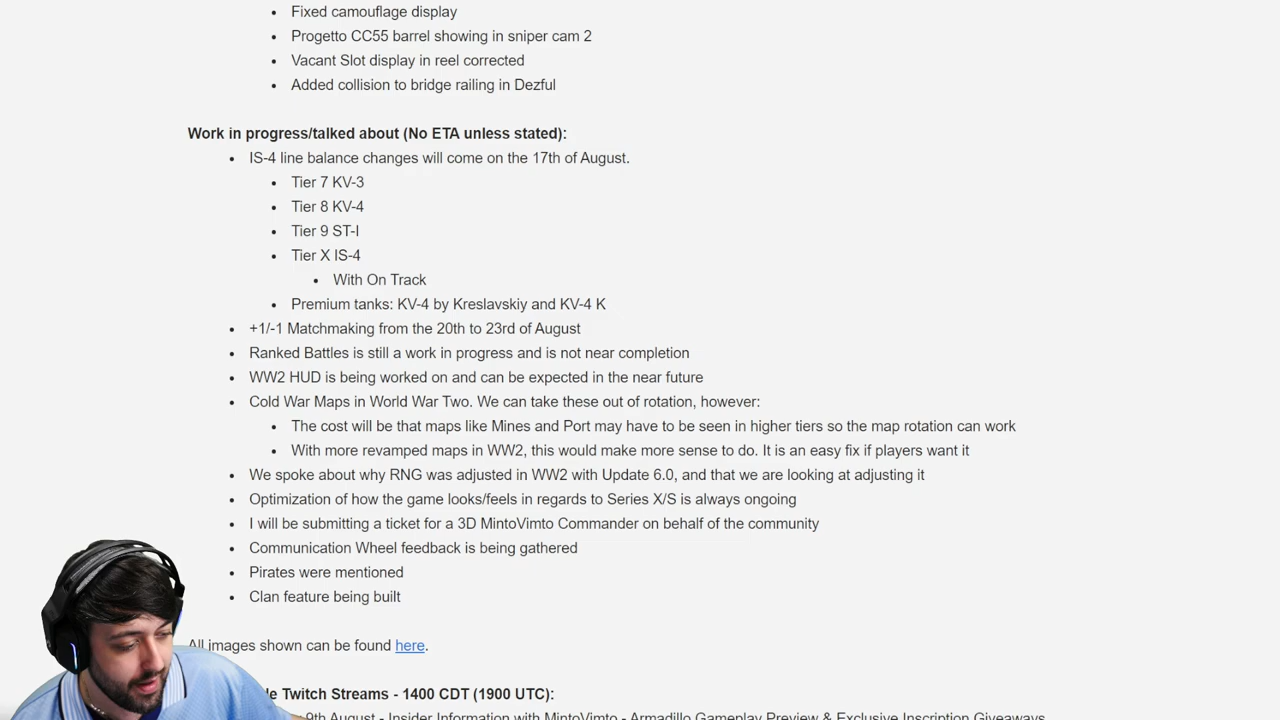 Fixed camouflage display
Progetto CC55 barrel showing in sniper cam 2
Vacant Slot display in reel corrected
Added collision to bridge railing in Dezful
Work in progress/talked about (No ETA unless stated):
IS-4 line balance changes will come on the 17th of August.
Tier 7 KV-3
Tier 8 KV-4
Tier 9 ST-I
Tier X IS-4
With On Track
Premium tanks: KV-4 by Kreslavskiy and KV-4 K
+1/-1 Matchmaking from the 20th to 23rd of August
Ranked Battles is still a work in progress and is not near completion
WW2 HUD is being worked on and can be expected in the near future
Cold War Maps in World War Two. We can take these out of rotation, however:
The cost will be that maps like Mines and Port may have to be seen in higher tiers so the map rotation can work
With more revamped maps in WW2, this would make more sense to do. It is an easy fix if players want it
We spoke about why RNG was adjusted in WW2 with Update 6.0, and that we are looking at adjusting it
Optimization of how the game looks/feels in regards to Series X/S is always ongoing
I will be submitting a ticket for a 3D MintoVimto Commander on behalf of the community
Communication Wheel feedback is being gathered
Pirates were mentioned
Clan feature being built
All images shown can be found here.
Twitch Streams - 1400 CDT (1900 UTC):
9th August - Insider Information with MintoVimto - Armadillo Gameplay Preview & Exclusive Inscription Giveaways